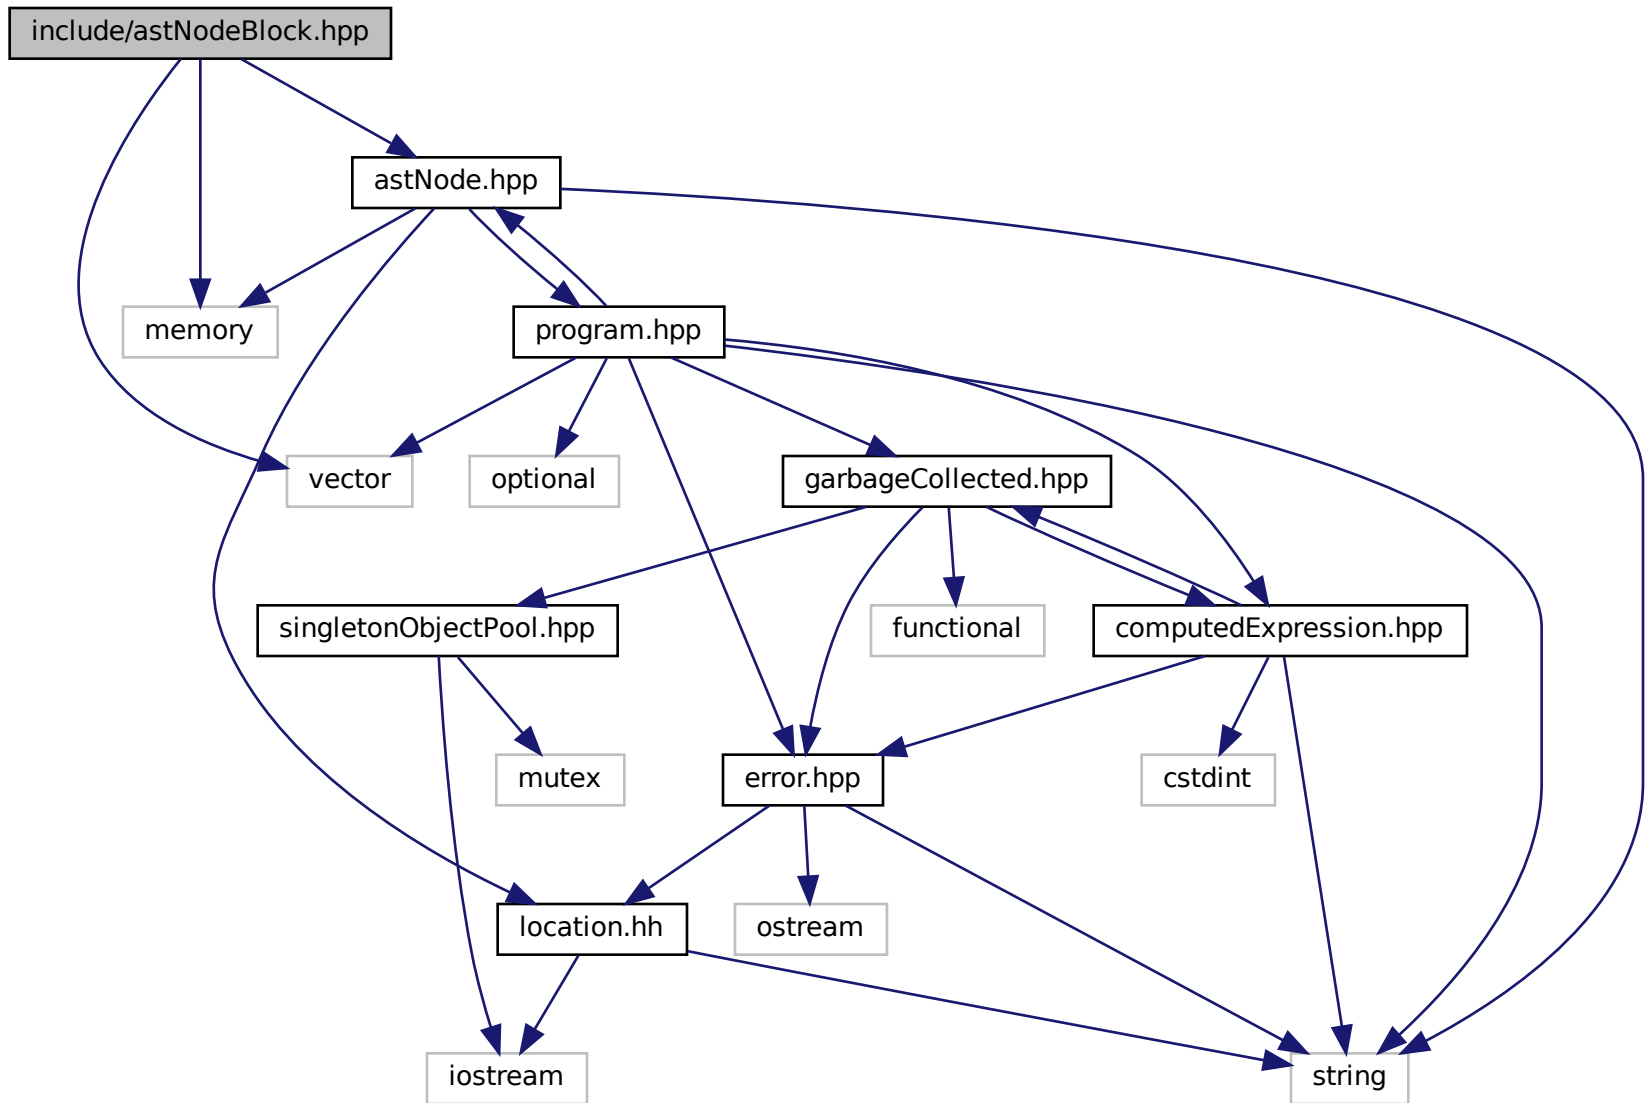 include/astNodeBlock.hpp
astNode.hpp
memory
program.hpp
vector
optional
garbageCollected.hpp
singletonObjectPool.hpp
functional
computedExpression.hpp
mutex
error.hpp
cstdint
location.hh
ostream
iostream
string